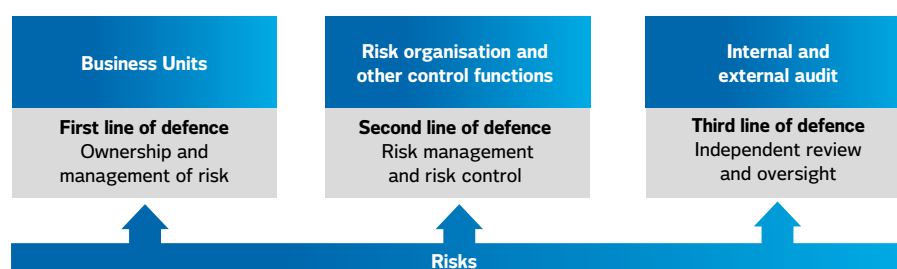 Business Units
First line of defence
Ownership and
management of risk
Risk organisation and
other control functions
Second line of defence
Risk management
and risk control
Internal and
external audit
Third line of defence
Independent review
and oversight
Risks